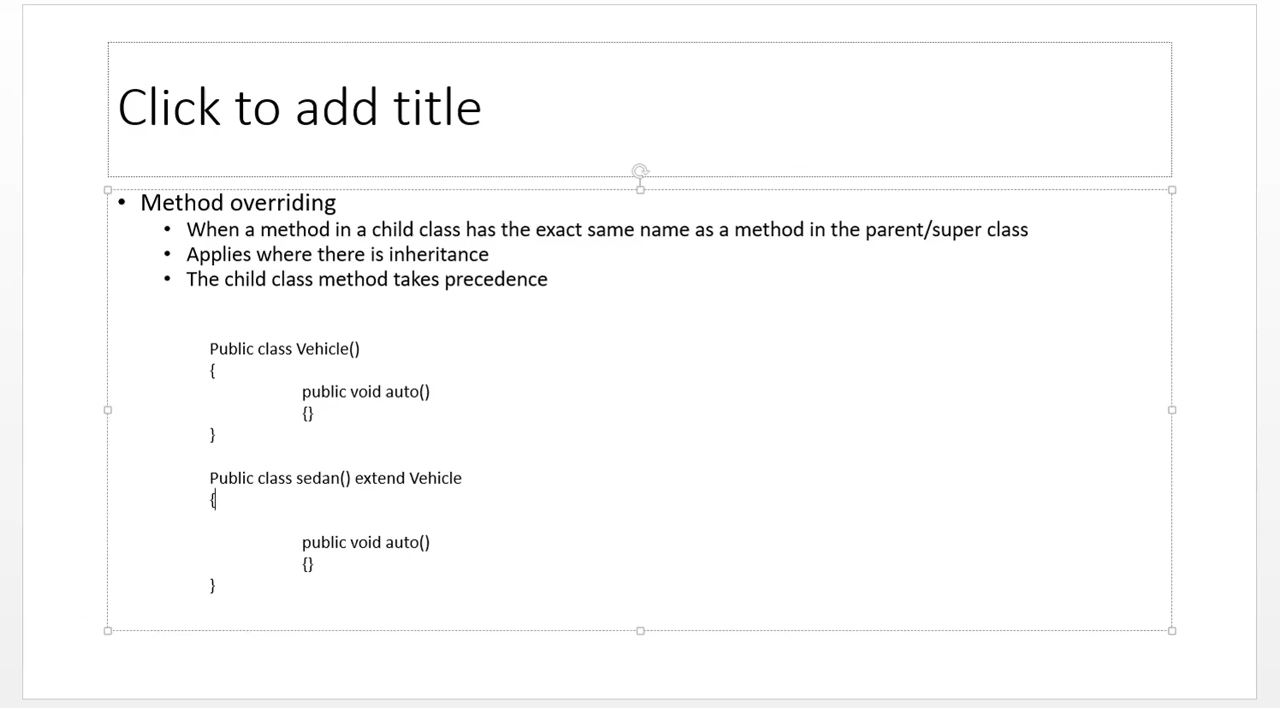 Click to add title
• Method overriding
• When a method in a child class has the exact same name as a method in the parent/super class
• Applies where there is inheritance
• The child class method takes precedence
Public class Vehicle()
{
public void auto()
{}
}
Public class sedan() extend Vehicle
{
public void auto()
{}
}